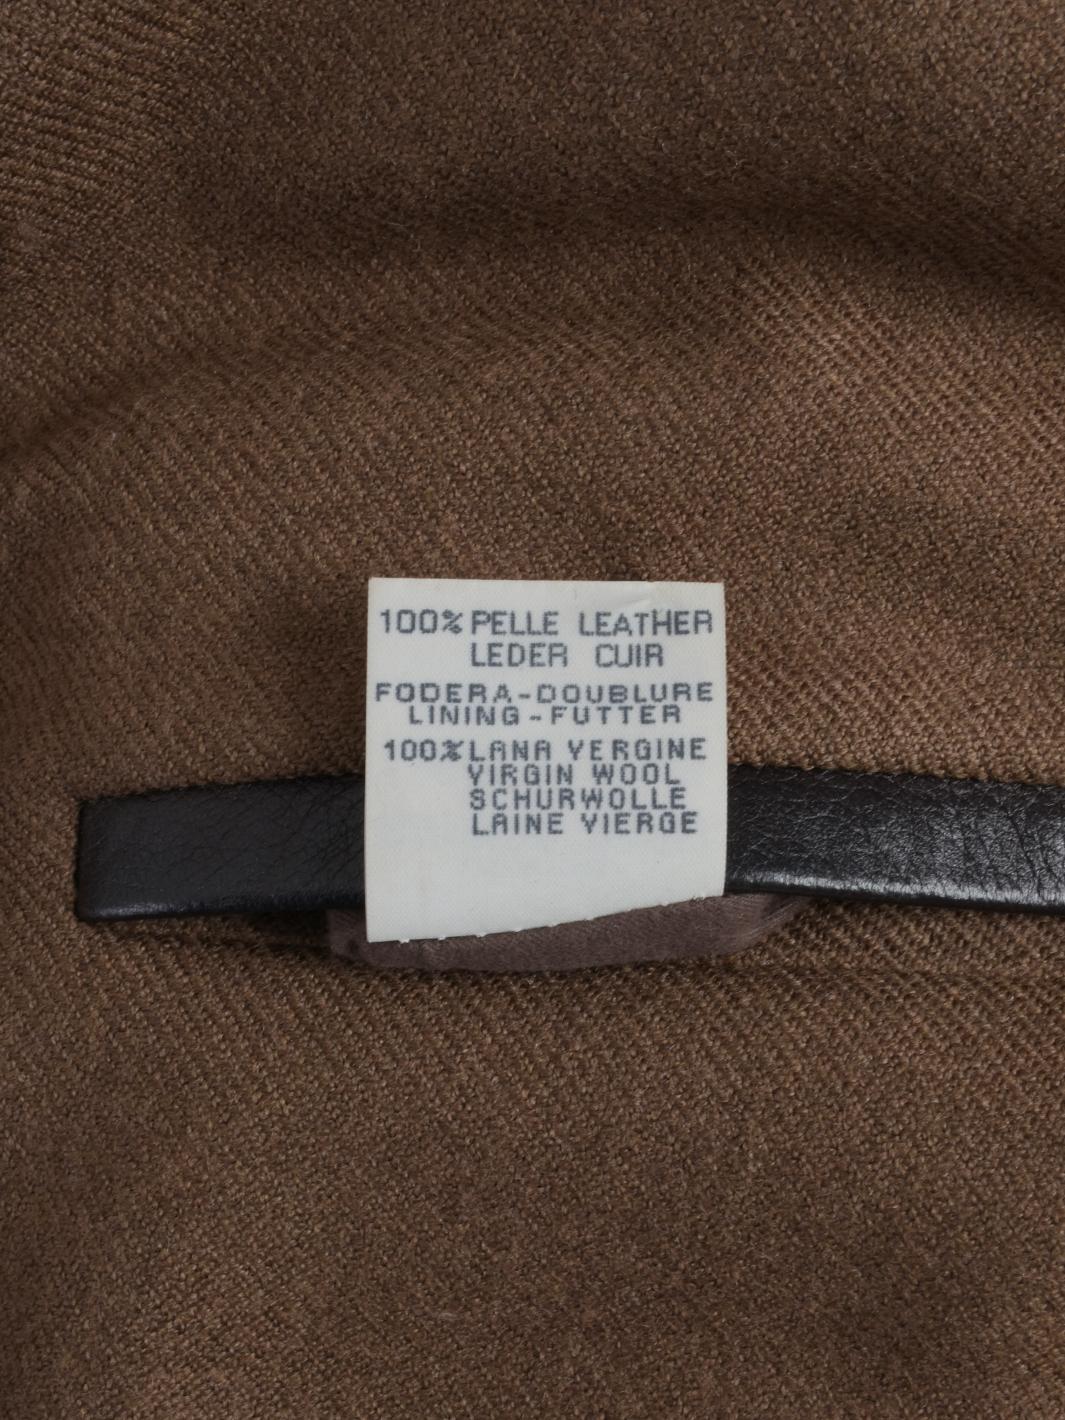 100% PELLE LEATHER
LEDER CUIR
FODERA-DOUBLURE
LINING-FUTTER
100% LANA VERGINE
VIRGIN WOOL
SCHURWOLLE
LAINE VIERGE